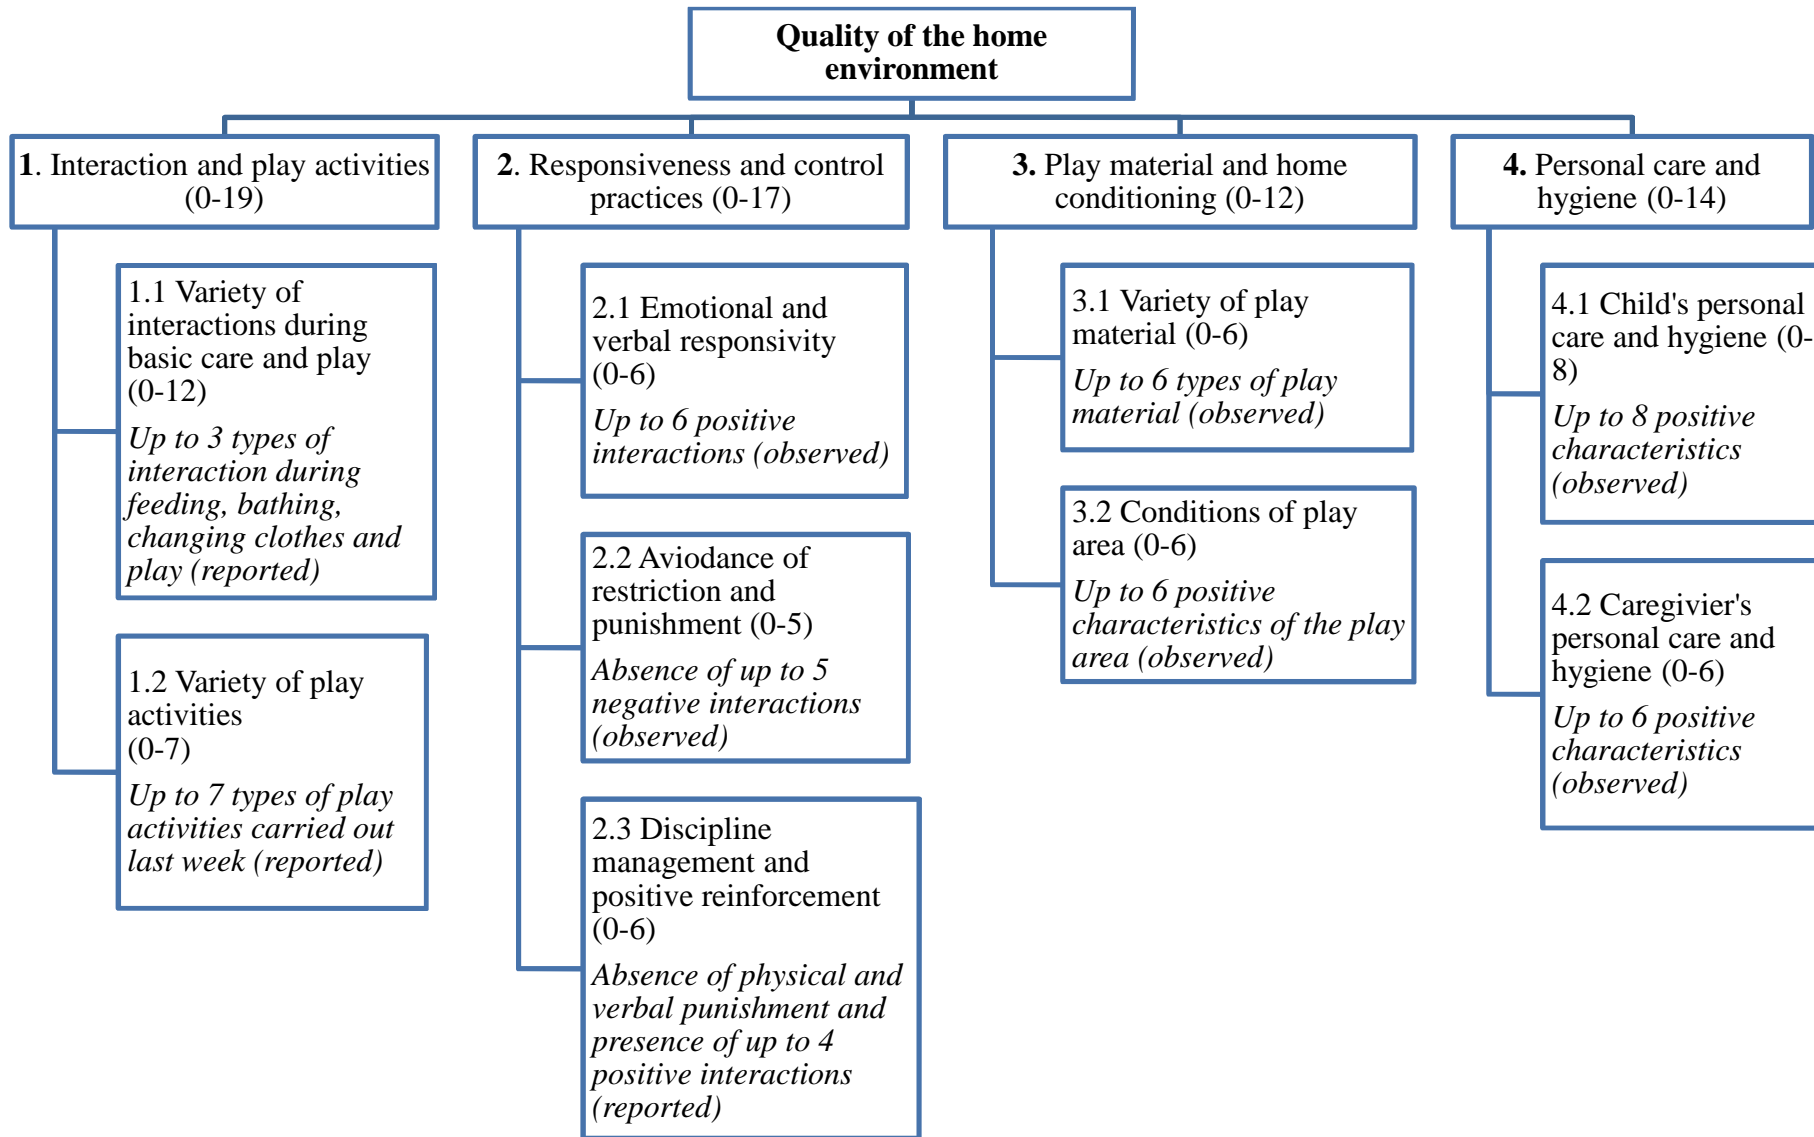 Quality of the home
environment
1. Interaction and play activities
(0-19)
1.1 Variety of
interactions during
basic care and play
(0-12)
Up to 3 types of
interaction during
feeding, bathing,
changing clothes and
play (reported)
1.2 Variety of play
activities
(0-7)
Up to 7 types of play
activities carried out
last week (reported)
2. Responsiveness and control
practices (0-17)
2.1 Emotional and
verbal responsivity
(0-6)
Up to 6 positive
interactions (observed)
2.2 Aviodance of
restriction and
punishment (0-5)
Absence of up to 5
negative interactions
(observed)
2.3 Discipline
management and
positive reinforcement
(0-6)
Absence of physical and
verbal punishment and
presence of up to 4
positive interactions
(reported)
3. Play material and home
conditioning (0-12)
3.1 Variety of play
material (0-6)
Up to 6 types of play
material (observed)
3.2 Conditions of play
area (0-6)
Up to 6 positive
characteristics of the play
area (observed)
4. Personal care and
hygiene (0-14)
4.1 Child's personal
care and hygiene (0-
8)
Up to 8 positive
characteristics
(observed)
4.2 Caregivier's
personal care and
hygiene (0-6)
Up to 6 positive
characteristics
(observed)